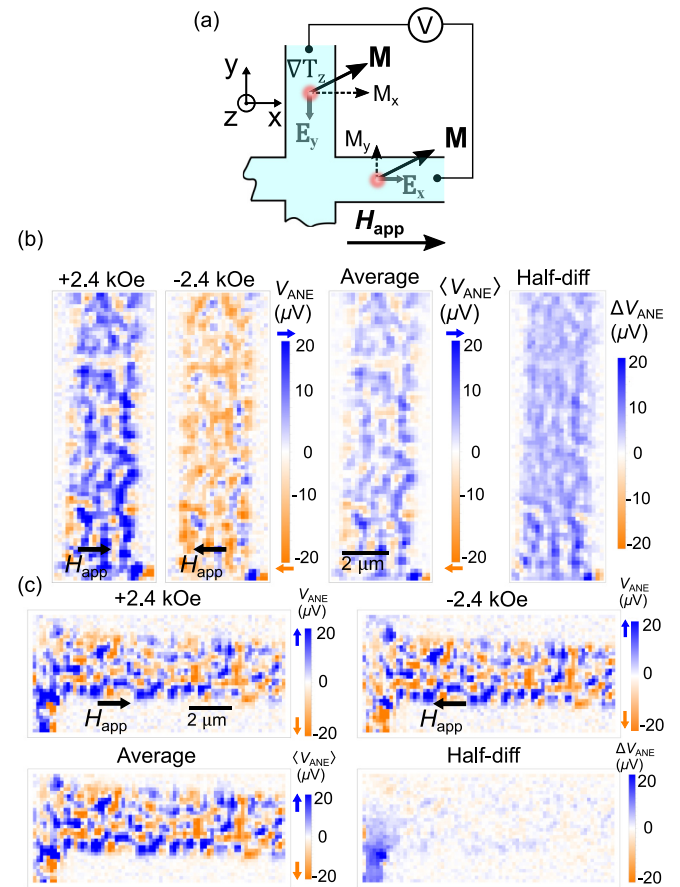 (a)
V
y
z
x
∇T_z
M
M_x
E_y
M_y
M
E_x
H_app
(b)
+2.4 kOe
-2.4 kOe
V_ANE
(μV)
20
10
0
-10
-20
H_app
H_app
Average
⟨V_ANE⟩
(μV)
20
10
0
-10
-20
2 μm
Half-diff
ΔV_ANE
(μV)
20
10
0
-10
-20
(c)
+2.4 kOe
V_ANE
(μV)
20
0
-20
H_app
2 μm
-2.4 kOe
V_ANE
(μV)
20
0
-20
H_app
Average
⟨V_ANE⟩
(μV)
20
0
-20
Half-diff
ΔV_ANE
(μV)
20
0
-20